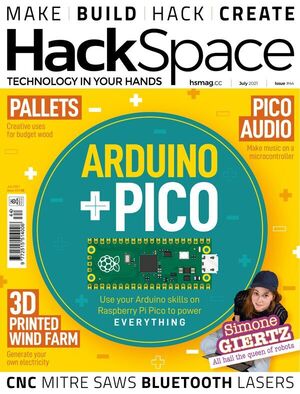 MAKE | BUILD | HACK | CREATE
HackSpace
TECHNOLOGY IN YOUR HANDS
hsmag.cc | July 2021 | Issue #44
PALLETS
Creative uses
for budget wood
PICO
AUDIO
Make music on a
microcontroller
ARDUINO
+PICO
Use your Arduino skills on
Raspberry Pi Pico to power
EVERYTHING
3D
PRINTED
WIND FARM
Generate your
own electricity
Simone
GIERTZ
All hail the queen of robots
CNC MITRE SAWS BLUETOOTH LASERS